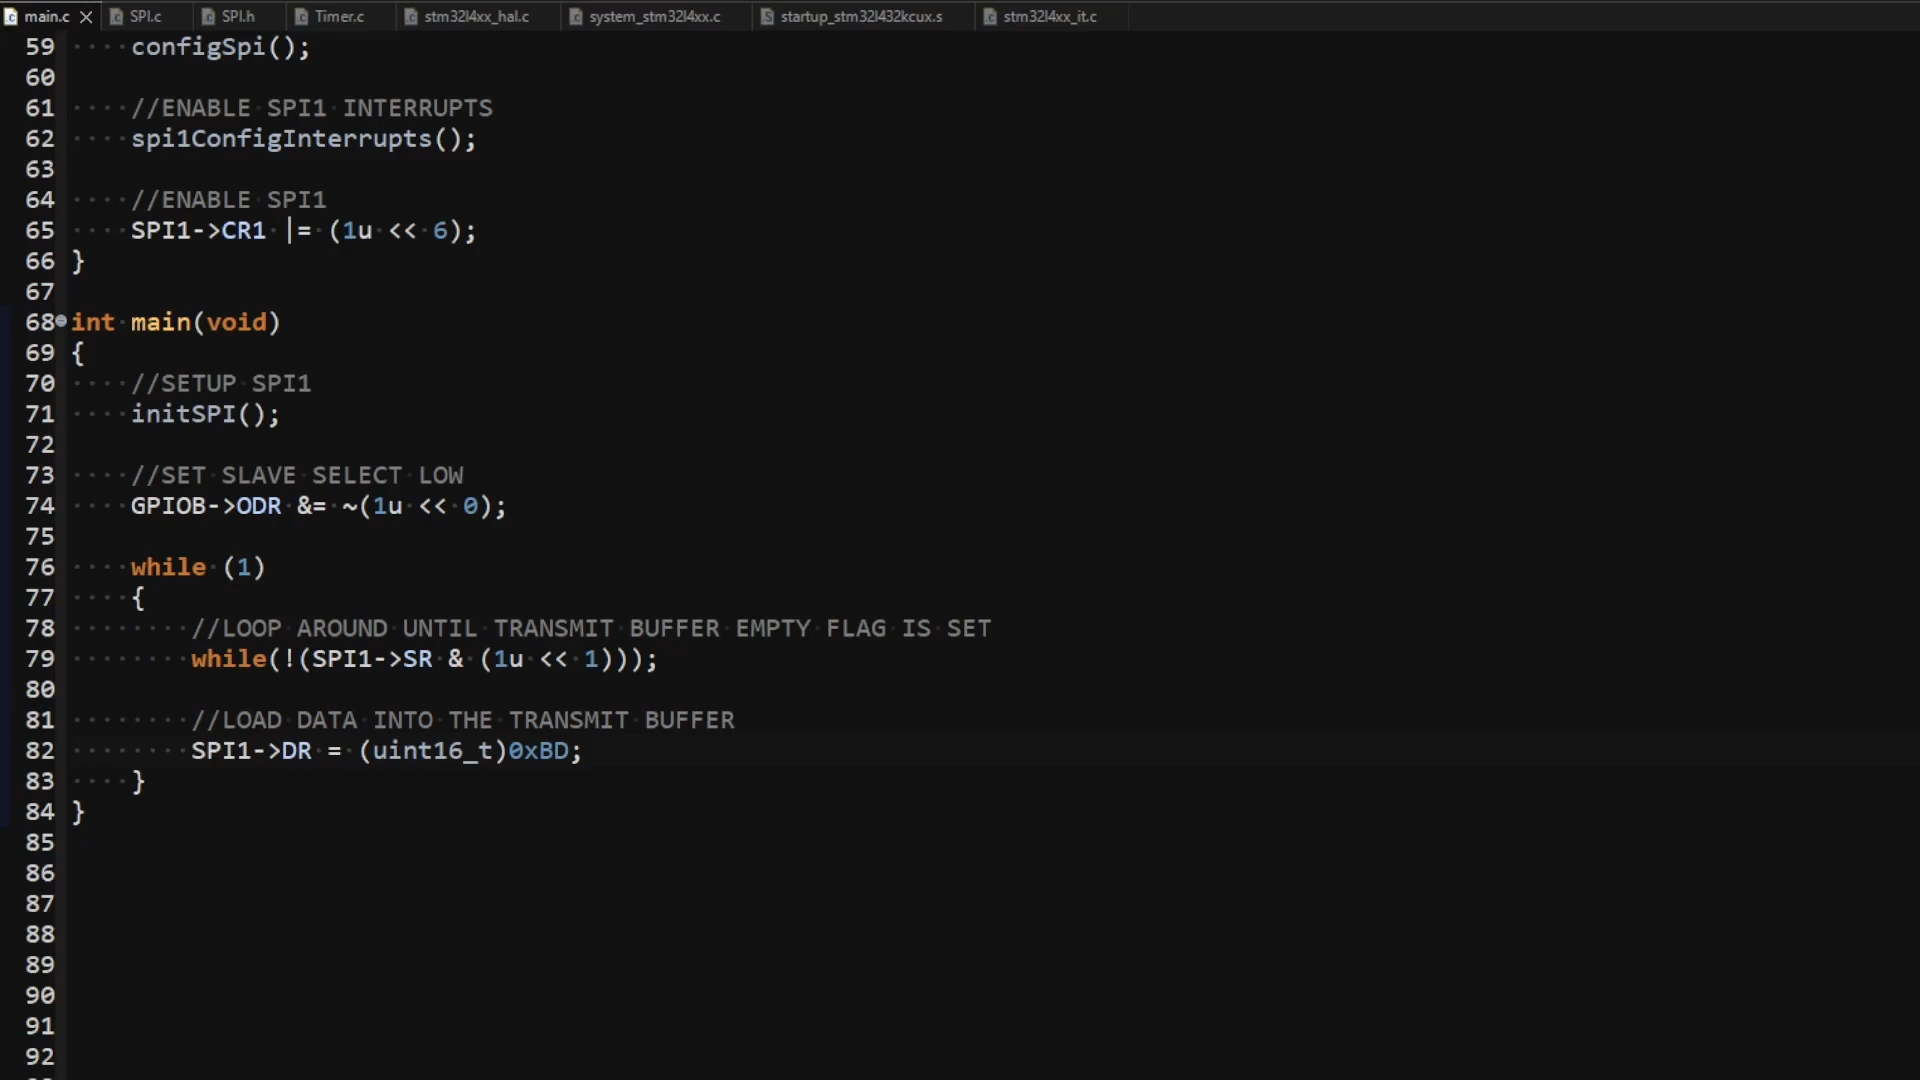 main.c SPI.c SPI.h Timer.c stm32l4xx_hal.c system_stm32l4xx.c startup_stm32l432kcux.s stm32l4xx_it.c
59 configSpi();
60
61 //ENABLE SPI1 INTERRUPTS
62 spi1ConfigInterrupts();
63
64 //ENABLE SPI1
65 SPI1->CR1 |= (1u << 6);
66 }
67
68 int main(void)
69 {
70 //SETUP SPI1
71 initSPI();
72
73 //SET SLAVE SELECT LOW
74 GPIOB->ODR &= ~(1u << 0);
75
76 while (1)
77 {
78 //LOOP AROUND UNTIL TRANSMIT BUFFER EMPTY FLAG IS SET
79 while(!(SPI1->SR & (1u << 1)));
80
81 //LOAD DATA INTO THE TRANSMIT BUFFER
82 SPI1->DR = (uint16_t)0xBD;
83 }
84 }
85
86
87
88
89
90
91
92